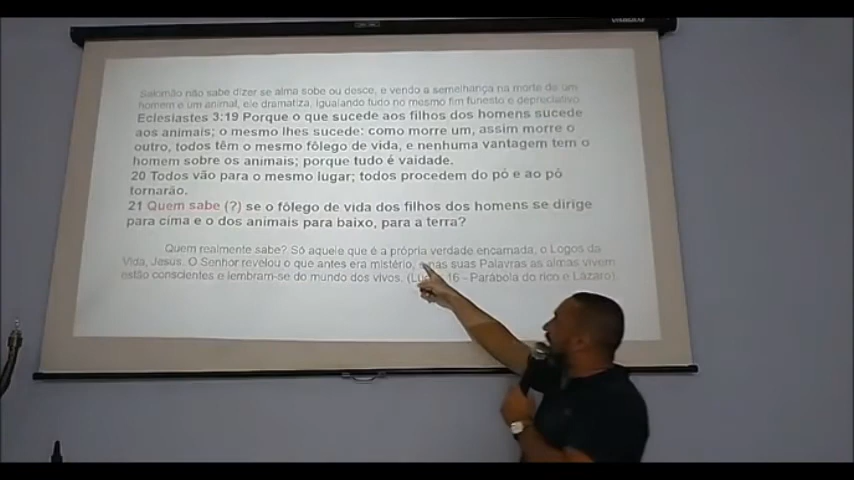 Salomão não sabe dizer se alma sobe ou desce, e vendo a semelhança na morte de um
homem e um animal, ele dramatiza, igualando tudo no mesmo fim funesto e depreciativo.
Eclesiastes 3:19 Porque o que sucede aos filhos dos homens sucede
aos animais; o mesmo lhes sucede: como morre um, assim morre o
outro, todos têm o mesmo fôlego de vida, e nenhuma vantagem tem o
homem sobre os animais; porque tudo é vaidade.
20 Todos vão para o mesmo lugar; todos procedem do pó e ao pó
tornarão.
21 Quem sabe (?) se o fôlego de vida dos filhos dos homens se dirige
para cima e o dos animais para baixo, para a terra?
Quem realmente sabe? Só aquele que é a própria verdade encarnada, o Logos da
Vida, Jesus. O Senhor revelou o que antes era mistério, e nas suas Palavras as almas vivem
estão conscientes e lembram-se do mundo dos vivos. 16 - Parábola do rico e Lázaro)